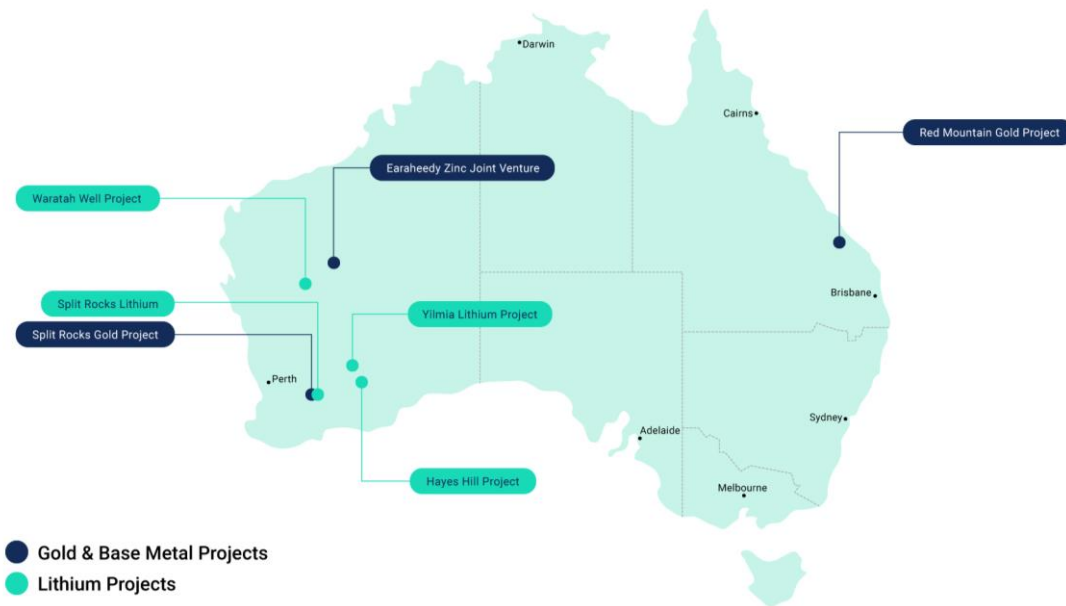 Darwin
Cairns
Red Mountain Gold Project
Earaheedy Zinc Joint Venture
Waratah Well Project
Split Rocks Lithium
Brisbane
Yilmia Lithium Project
Split Rocks Gold Project
Perth
Sydney
Adelaide
Hayes Hill Project
Melbourne
Gold & Base Metal Projects
Lithium Projects